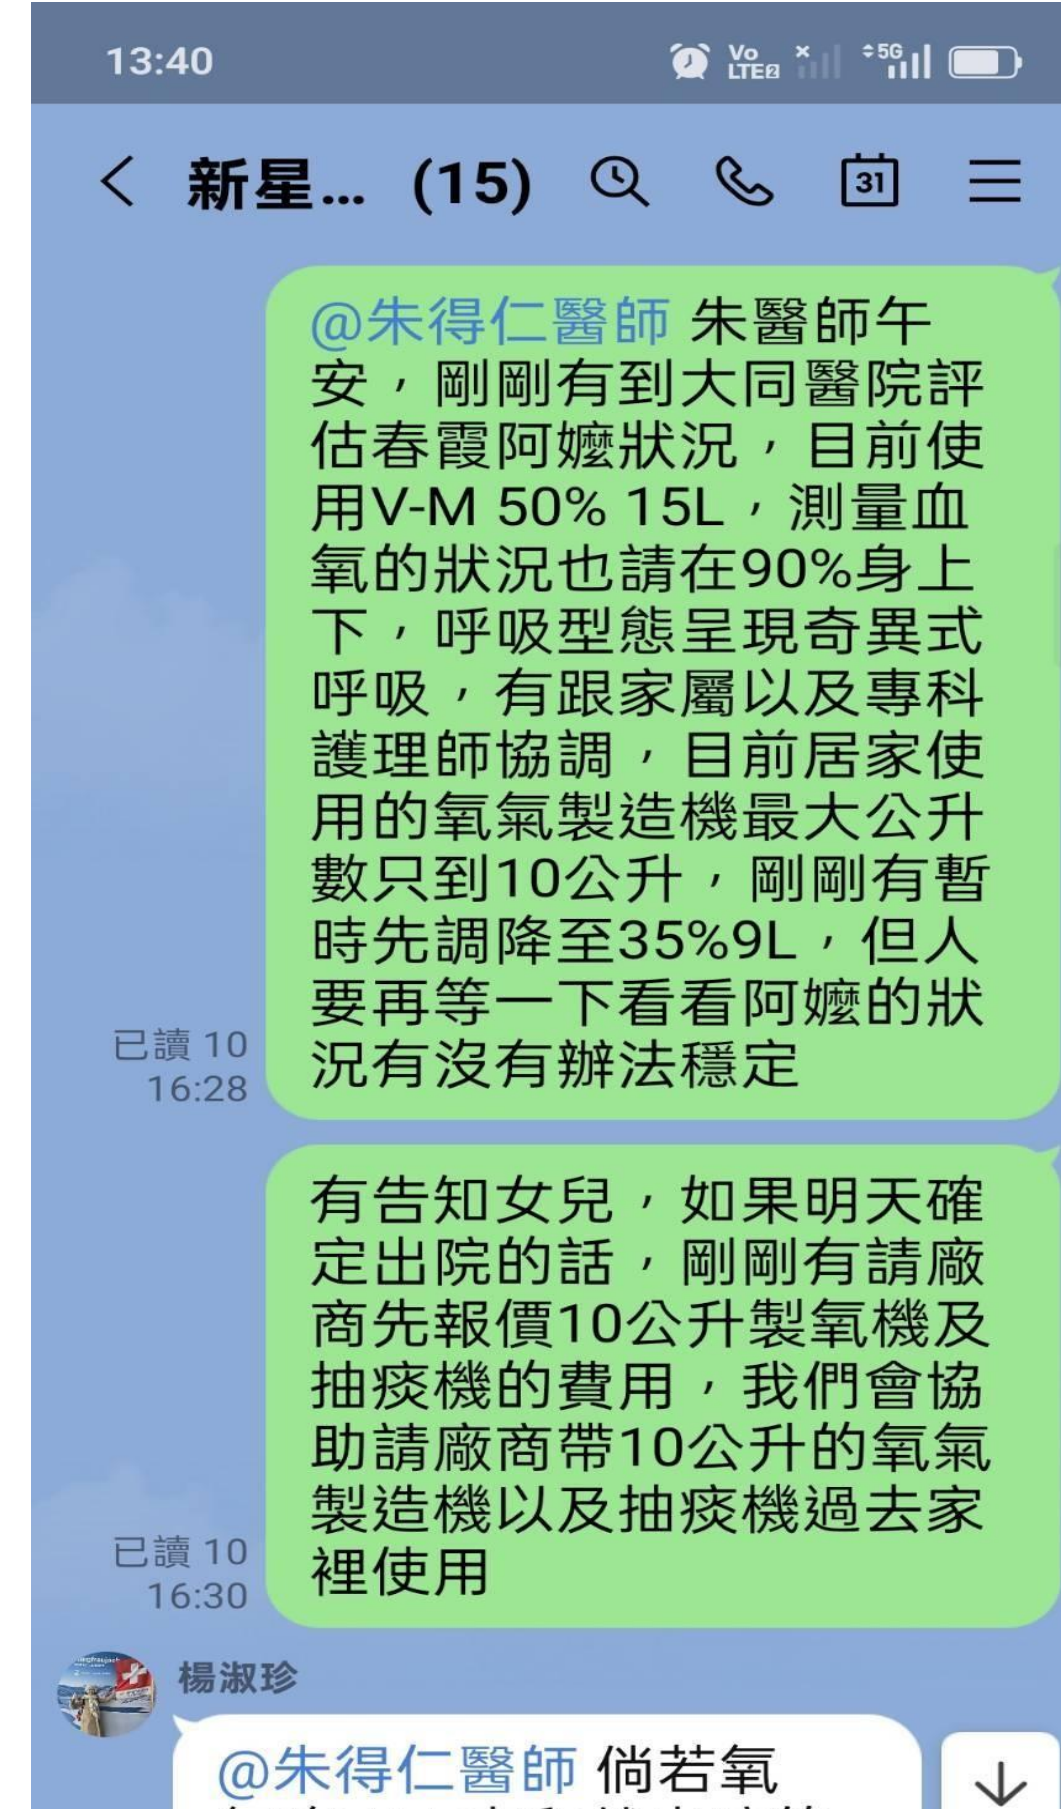 13:40
Vo LTE2 5G
新星... (15) 31
@朱得仁醫師 朱醫師午
安，剛剛有到大同醫院評
估春霞阿嬤狀況，目前使
用V-M 50% 15L，測量血
氧的狀況也請在90%身上
下，呼吸型態呈現奇異式
呼吸，有跟家屬以及專科
護理師協調，目前居家使
用的氧氣製造機最大公升
數只到10公升，剛剛有暫
時先調降至35%9L，但人
要再等一下看看阿嬤的狀
況有沒有辦法穩定
已讀 10
16:28
有告知女兒，如果明天確
定出院的話，剛剛有請廠
商先報價10公升製氧機及
抽痰機的費用，我們會協
助請廠商帶10公升的氧氣
製造機以及抽痰機過去家
裡使用
已讀 10
16:30
楊淑珍
@朱得仁醫師 倘若氧